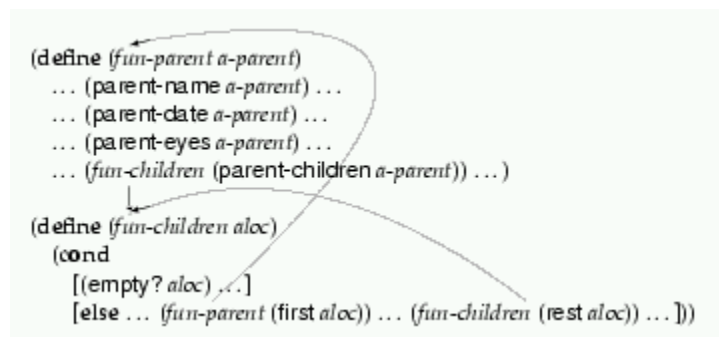 (define (fun-parent a-parent)
... (parent-name a-parent) ...
... (parent-date a-parent) ...
... (parent-eyes a-parent) ...
... (fun-children (parent-children a-parent)) ... )
(define (fun-children aloc)
(cond
[(empty? aloc) ...]
[else ... (fun-parent (first aloc)) ... (fun-children (rest aloc)) ... ]))